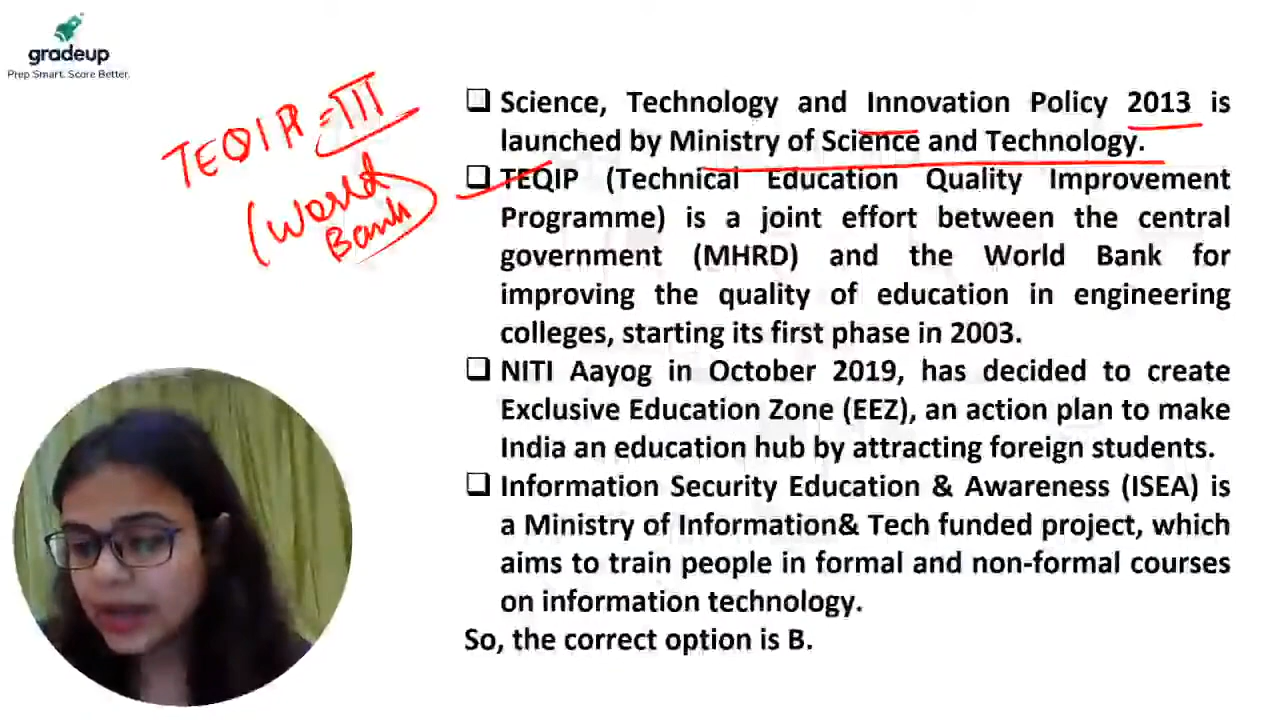 gradeup
Prep Smart. Score Better.
TEQIP-III
(World
Bank)
❑ Science, Technology and Innovation Policy 2013 is
launched by Ministry of Science and Technology.
❑ TEQIP (Technical Education Quality Improvement
Programme) is a joint effort between the central
government (MHRD) and the World Bank for
improving the quality of education in engineering
colleges, starting its first phase in 2003.
❑ NITI Aayog in October 2019, has decided to create
Exclusive Education Zone (EEZ), an action plan to make
India an education hub by attracting foreign students.
❑ Information Security Education & Awareness (ISEA) is
a Ministry of Information& Tech funded project, which
aims to train people in formal and non-formal courses
on information technology.
So, the correct option is B.